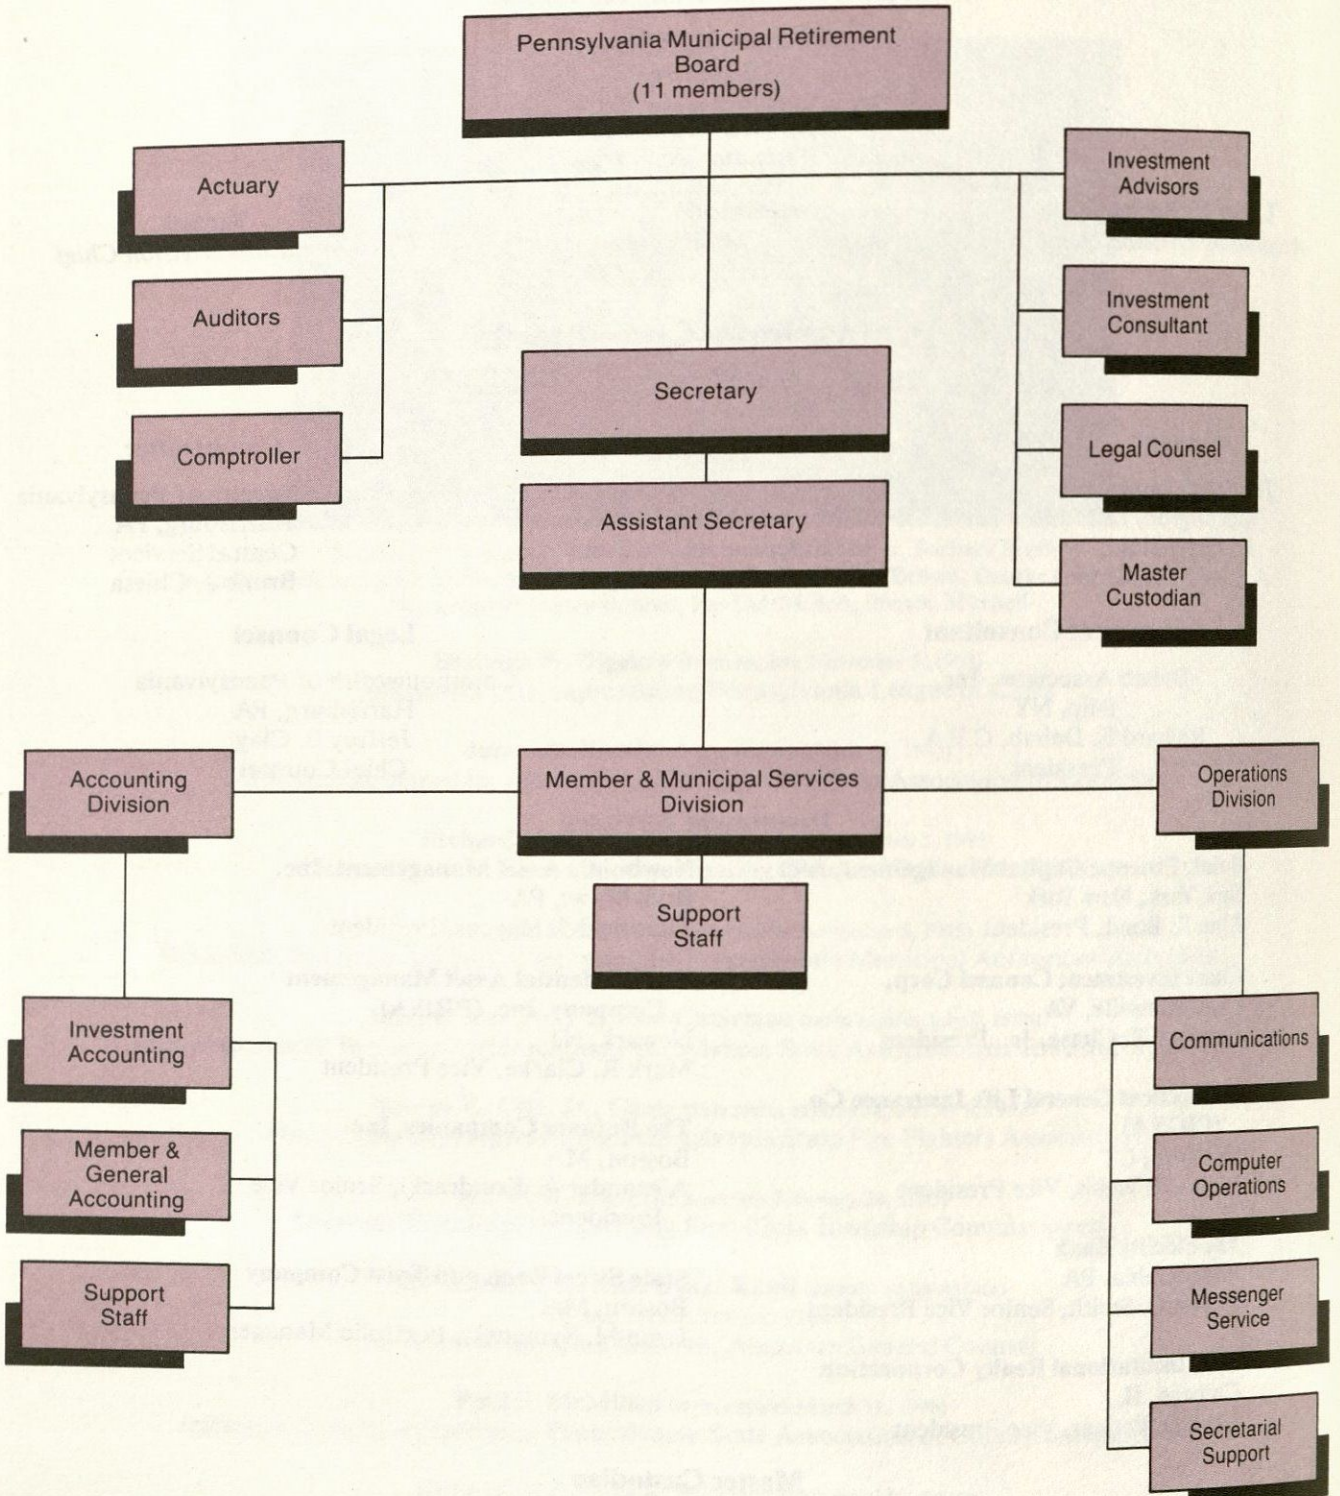 Pennsylvania Municipal Retirement
Board
(11 members)
Actuary
Investment
Advisors
Auditors
Investment
Consultant
Secretary
Comptroller
Legal Counsel
Assistant Secretary
Master
Custodian
Accounting
Division
Member & Municipal Services
Division
Operations
Division
Support
Staff
Investment
Accounting
Communications
Member &
General
Accounting
Computer
Operations
Support
Staff
Messenger
Service
Secretarial
Support